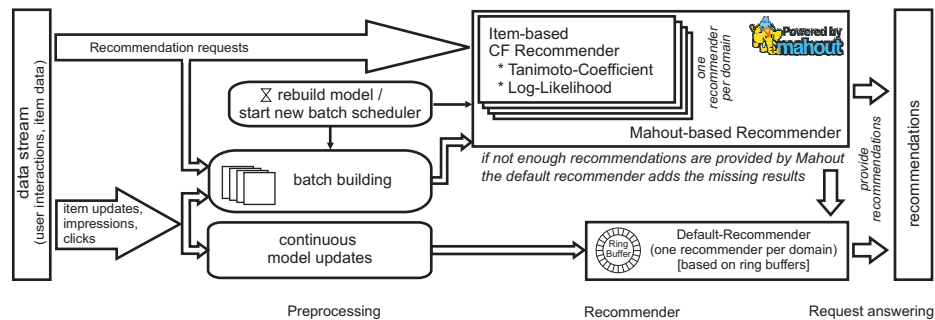 data stream
(user interactions, item data)
Recommendation requests
item updates,
impressions,
clicks
rebuild model /
start new batch scheduler
batch building
continuous
model updates
Item-based
CF Recommender
* Tanimoto-Coefficient
* Log-Likelihood
one
recommender
per domain
Powered by
mahout
Mahout-based Recommender
if not enough recommendations are provided by Mahout
the default recommender adds the missing results
Ring
Buffer
Default-Recommender
(one recommender per domain)
[based on ring buffers]
provide
recommendations
recommendations
Preprocessing
Recommender
Request answering